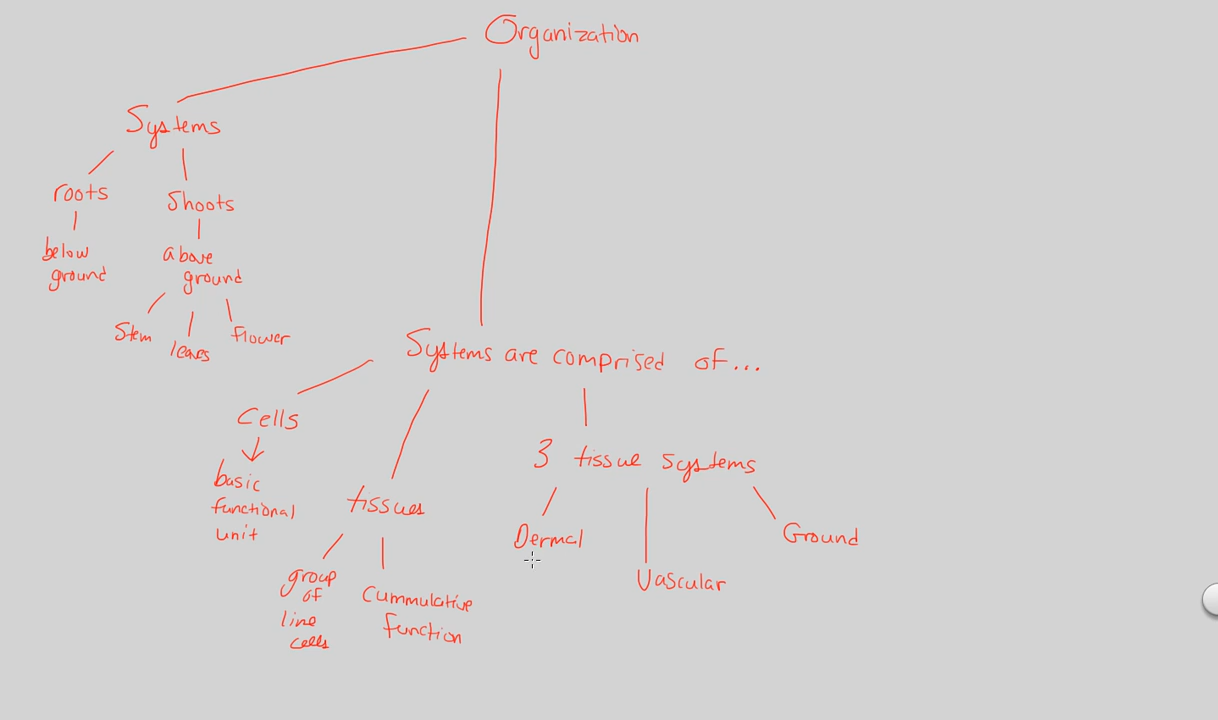 Organization
Systems
roots
Shoots
below
ground
above
ground
Stem
leaves
Flower
Systems are comprised of...
Cells
basic
functional
unit
tissues
group
of
line
cells
Cummulative
function
3 tissue systems
Dermal
Vascular
Ground